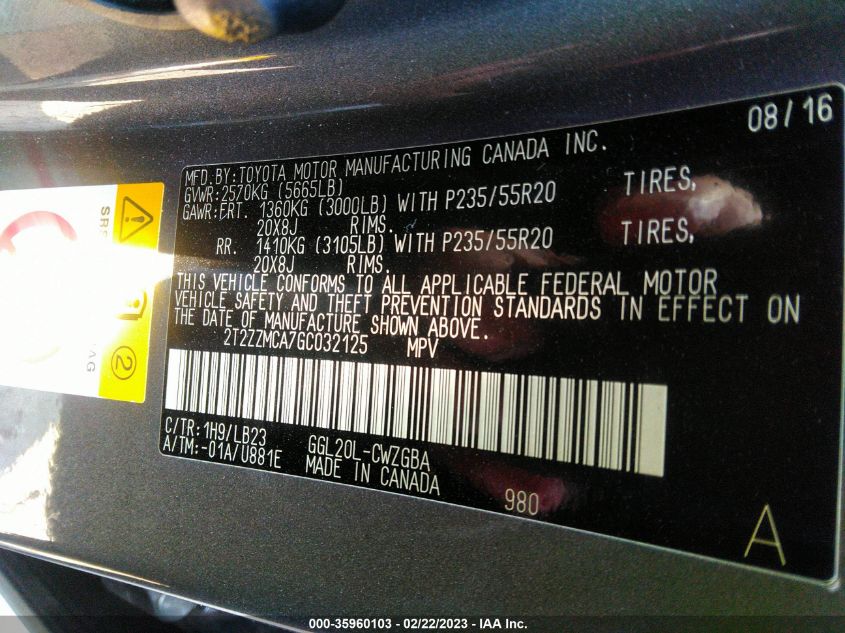 08/16
MFD.BY:TOYOTA MOTOR MANUFACTURING CANADA INC.
GVWR:2570KG (5665LB)
GAWR:FRT. 1360KG (3000LB) WITH P235/55R20 TIRES,
20X8J RIMS.
RR. 1410KG (3105LB) WITH P235/55R20 TIRES,
20X8J RIMS.
THIS VEHICLE CONFORMS TO ALL APPLICABLE FEDERAL MOTOR
VEHICLE SAFETY AND THEFT PREVENTION STANDARDS IN EFFECT ON
THE DATE OF MANUFACTURE SHOWN ABOVE.
2T2ZZMCA7GC032125 MPV
C/TR:1H9/LB23 GGL20L-CWZGBA
A/TM:-01A/U881E MADE IN CANADA
980
A
2
000-35960103 - 02/22/2023 - IAA Inc.